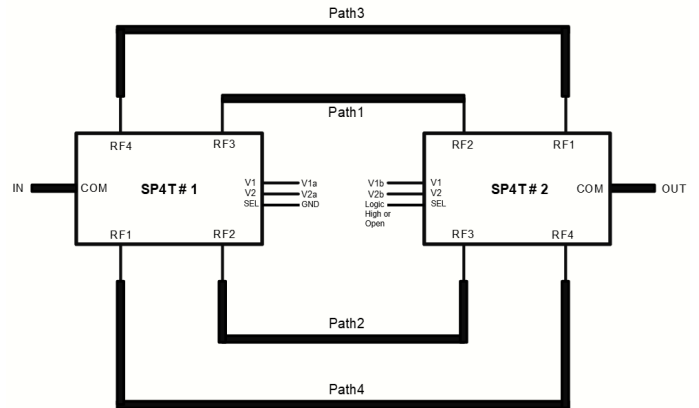 Path3
Path1
RF4 RF3
RF2 RF1
IN
COM
SP4T# 1
V1 V1a
V2 V2a
SEL GND
V1b V1
V2b V2
Logic SEL
High or
Open
SP4T# 2
COM
OUT
RF1 RF2
RF3 RF4
Path2
Path4